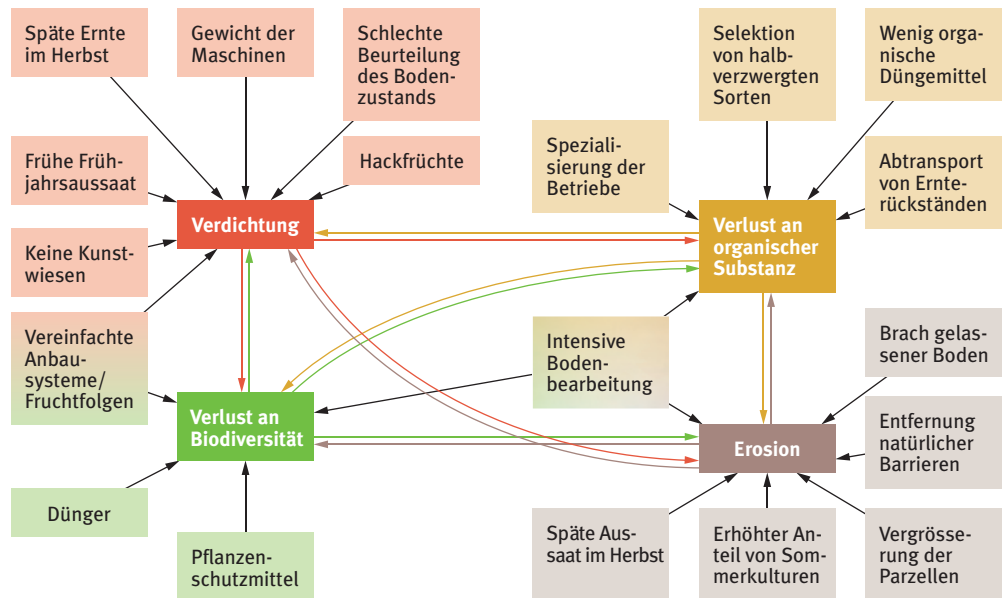 Späte Ernte
im Herbst
Gewicht der
Maschinen
Schlechte
Beurteilung
des Boden-
zustands
Selektion
von halb-
verzwergten
Sorten
Wenig orga-
nische
Düngemittel
Frühe Früh-
jahrsaussaat
Hackfrüchte
Speziali-
sierung der
Betriebe
Abtransport
von Ernte-
rückständen
Verdichtung
Verlust an
organischer
Substanz
Keine Kunst-
wiesen
Vereinfachte
Anbau-
systeme/
Fruchtfolgen
Intensive
Boden-
bearbeitung
Brach gelas-
sener Boden
Verlust an
Biodiversität
Erosion
Entfernung
natürlicher
Barrieren
Dünger
Pflanzen-
schutzmittel
Späte Aus-
saat im Herbst
Erhöhter An-
teil von Som-
merkulturen
Vergrösse-
rung der
Parzellen